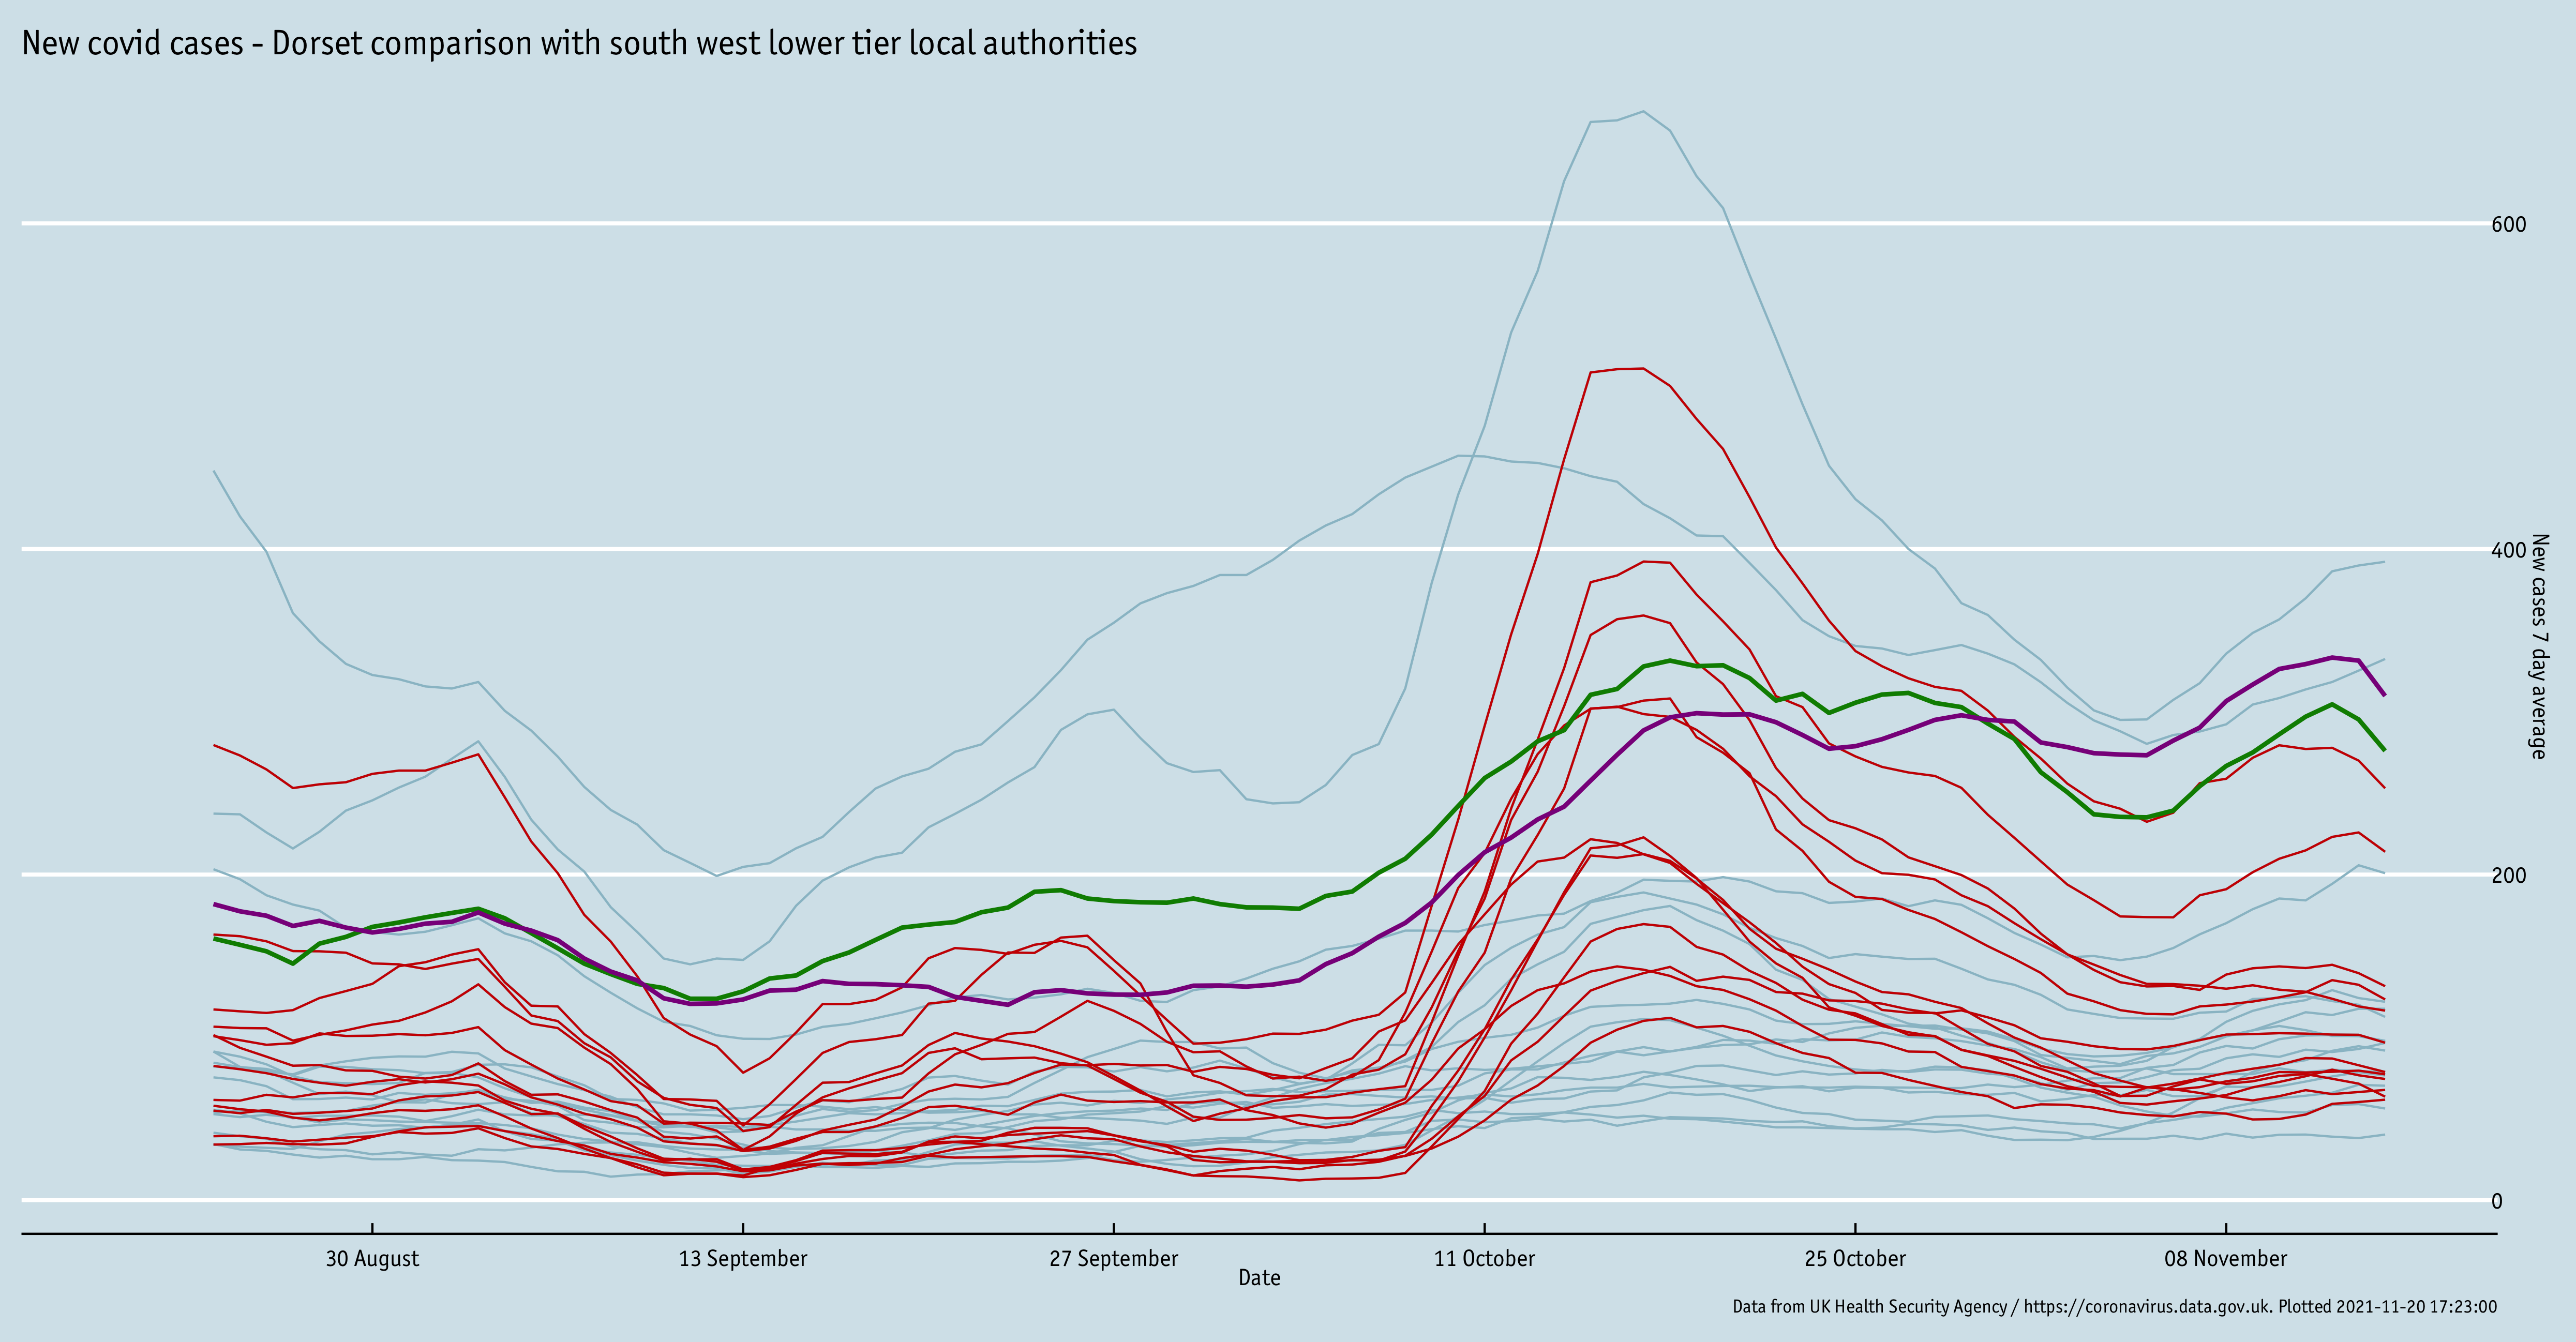 New covid cases - Dorset comparison with south west lower tier local authorities
600
400
200
0
New cases 7 day average
30 August
13 September
27 September
11 October
25 October
08 November
Date
Data from UK Health Security Agency / https://coronavirus.data.gov.uk. Plotted 2021-11-20 17:23:00